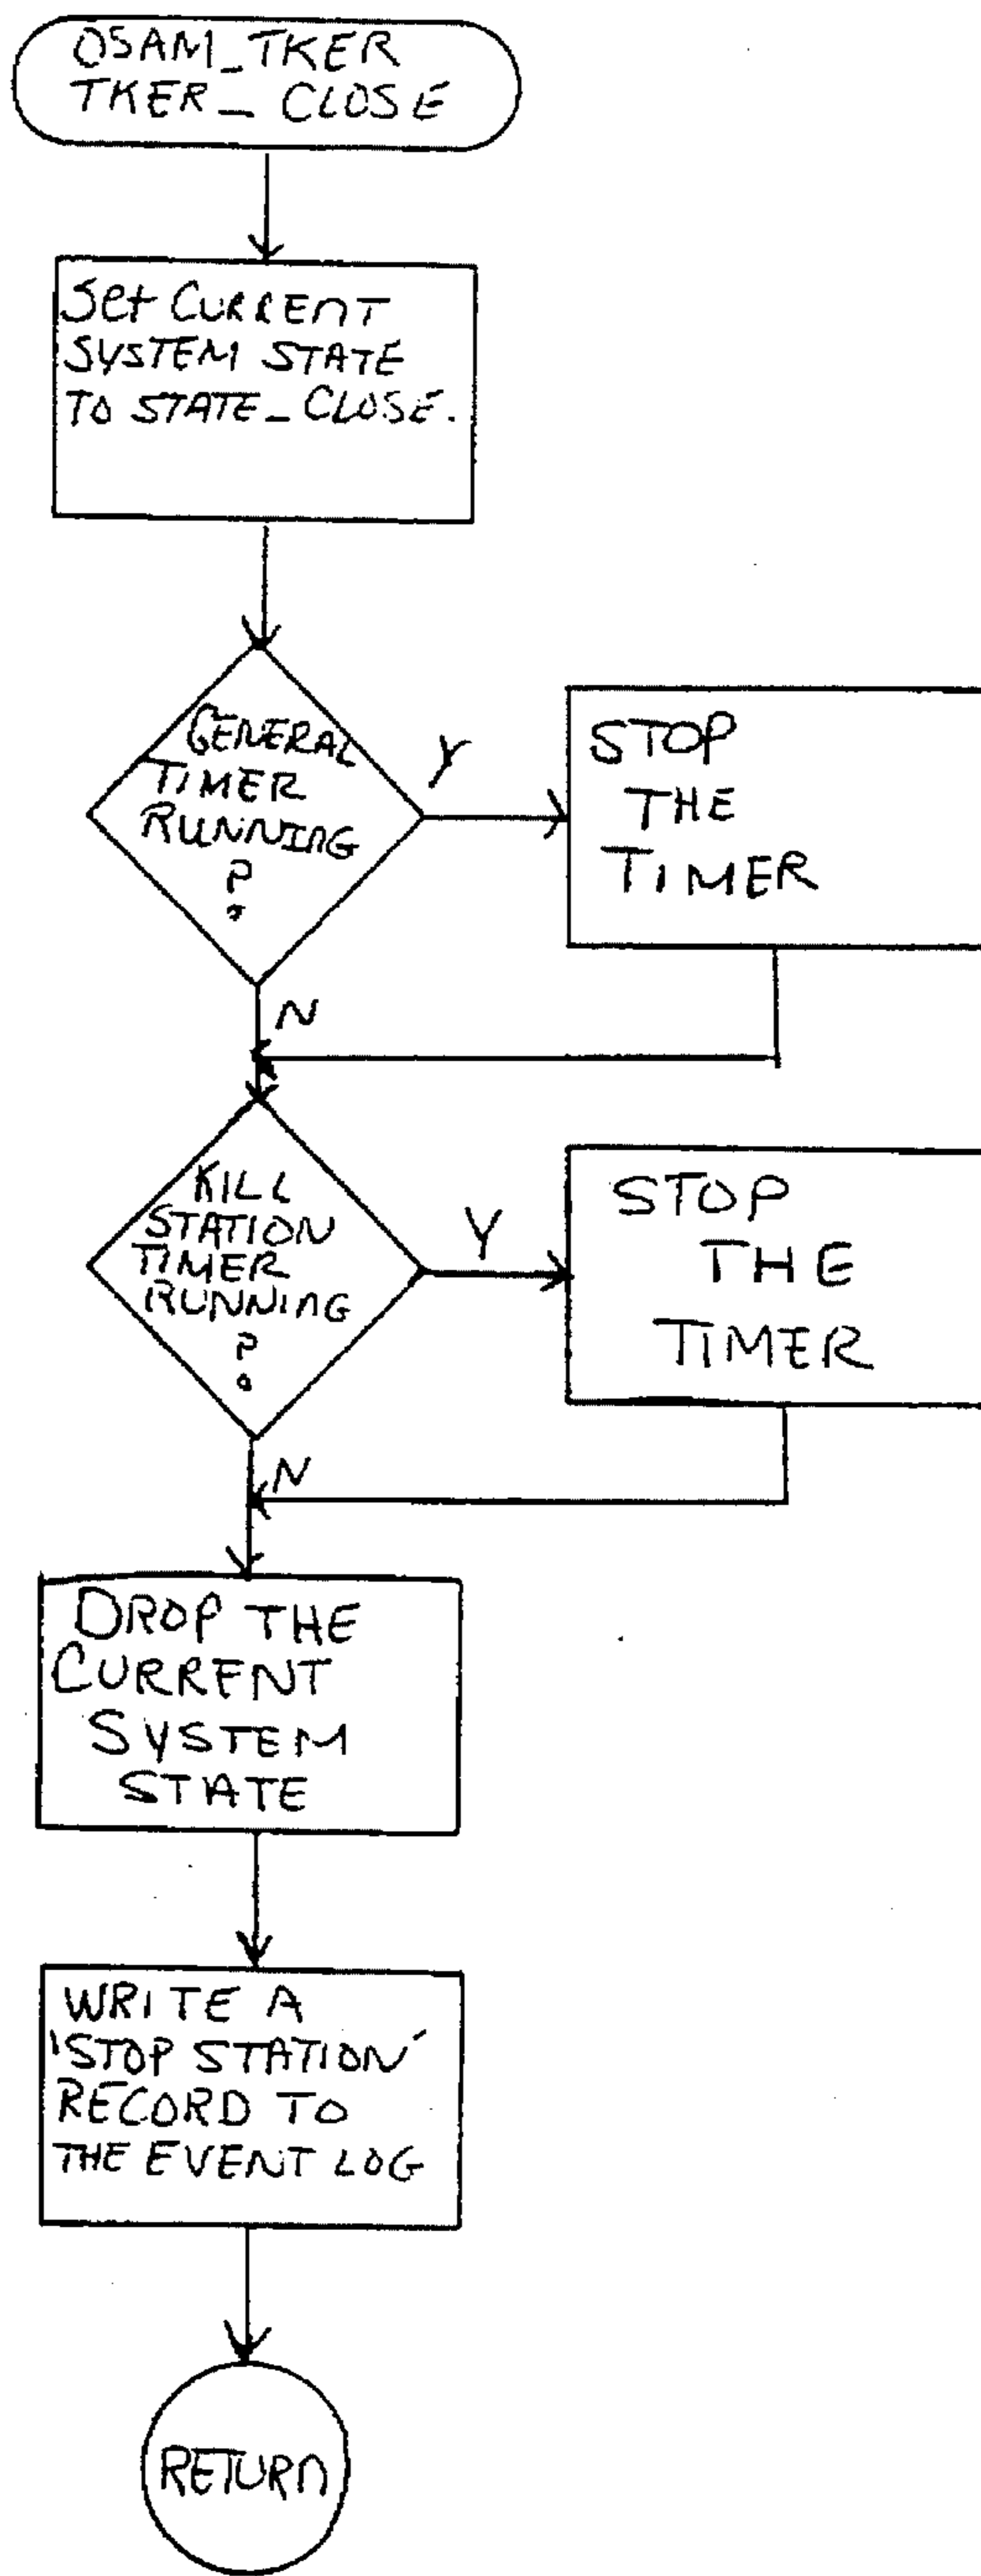 OSAM_TKER
TKER_CLOSE
Set CURRENT
SYSTEM STATE
TO STATE_CLOSE.
GENERAL
TIMER
RUNNING
?
Y
STOP
THE
TIMER
N
KILL
STATION
TIMER
RUNNING
?
Y
STOP
THE
TIMER
N
DROP THE
CURRENT
SYSTEM
STATE
WRITE A
'STOP STATION'
RECORD TO
THE EVENT LOG
RETURN